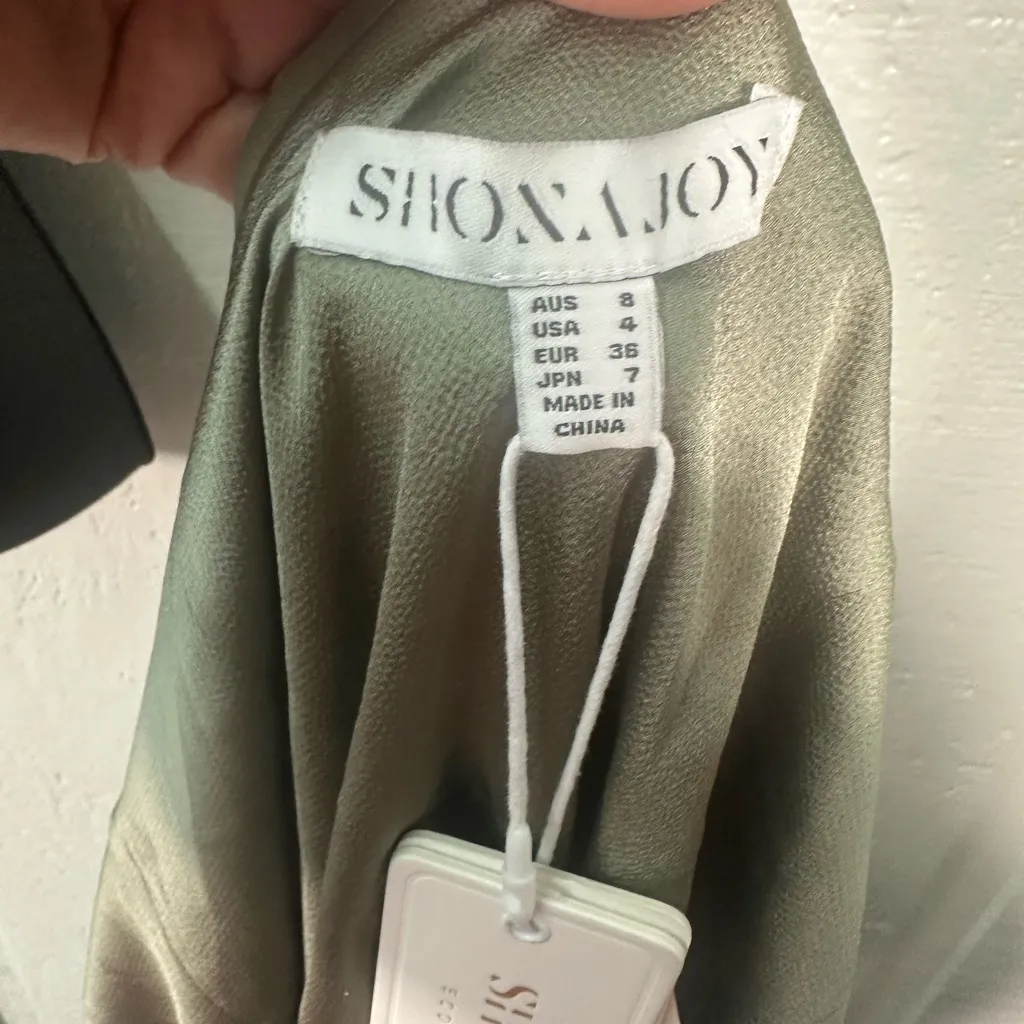 SHONA JOY
AUS 8
USA 4
EUR 36
JPN 7
MADE IN
CHINA